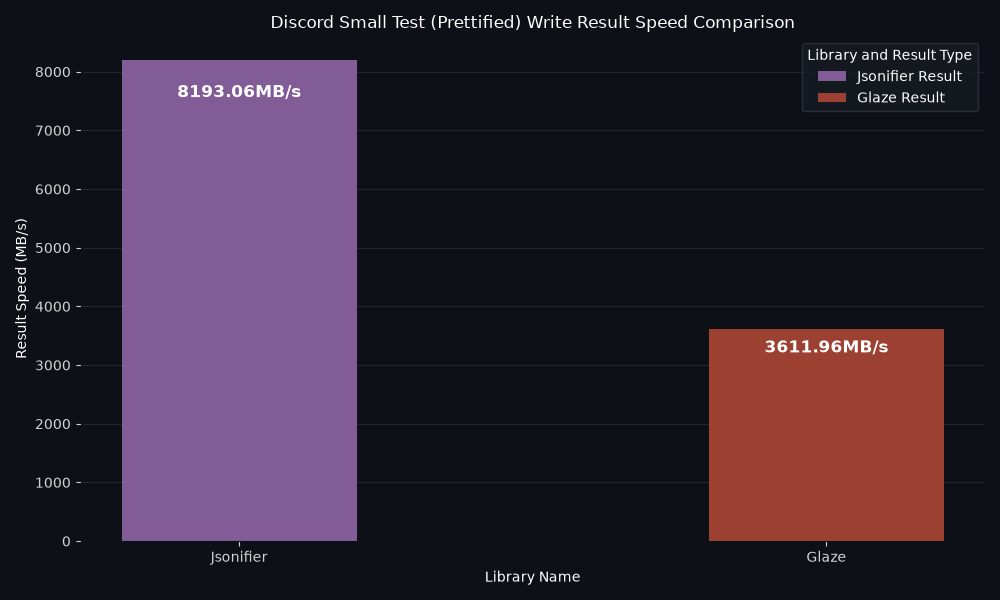 Discord Small Test (Prettified) Write Result Speed Comparison
Library and Result Type
Jsonifier Result
Glaze Result
8193.06MB/s
3611.96MB/s
Result Speed (MB/s)
8000
7000
6000
5000
4000
3000
2000
1000
0
Jsonifier
Glaze
Library Name